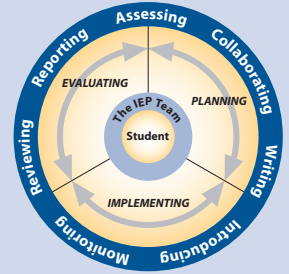 Assessing
Collaborating
Writing
Introducing
Monitoring
Reviewing
Reporting
EVALUATING
PLANNING
IMPLEMENTING
The IEP Team
Student